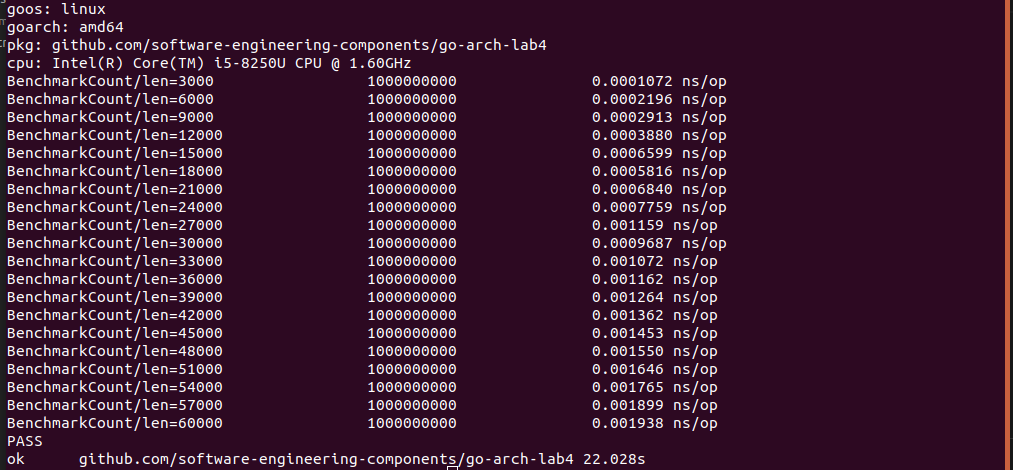 goos: linux
goarch: amd64
pkg: github.com/software-engineering-components/go-arch-lab4
cpu: Intel(R) Core(TM) i5-8250U CPU @ 1.60GHz
BenchmarkCount/len=3000 1000000000 0.0001072 ns/op
BenchmarkCount/len=6000 1000000000 0.0002196 ns/op
BenchmarkCount/len=9000 1000000000 0.0002913 ns/op
BenchmarkCount/len=12000 1000000000 0.0003880 ns/op
BenchmarkCount/len=15000 1000000000 0.0006599 ns/op
BenchmarkCount/len=18000 1000000000 0.0005816 ns/op
BenchmarkCount/len=21000 1000000000 0.0006840 ns/op
BenchmarkCount/len=24000 1000000000 0.0007759 ns/op
BenchmarkCount/len=27000 1000000000 0.001159 ns/op
BenchmarkCount/len=30000 1000000000 0.0009687 ns/op
BenchmarkCount/len=33000 1000000000 0.001072 ns/op
BenchmarkCount/len=36000 1000000000 0.001162 ns/op
BenchmarkCount/len=39000 1000000000 0.001264 ns/op
BenchmarkCount/len=42000 1000000000 0.001362 ns/op
BenchmarkCount/len=45000 1000000000 0.001453 ns/op
BenchmarkCount/len=48000 1000000000 0.001550 ns/op
BenchmarkCount/len=51000 1000000000 0.001646 ns/op
BenchmarkCount/len=54000 1000000000 0.001765 ns/op
BenchmarkCount/len=57000 1000000000 0.001899 ns/op
BenchmarkCount/len=60000 1000000000 0.001938 ns/op
PASS
ok github.com/software-engineering-components/go-arch-lab4 22.028s